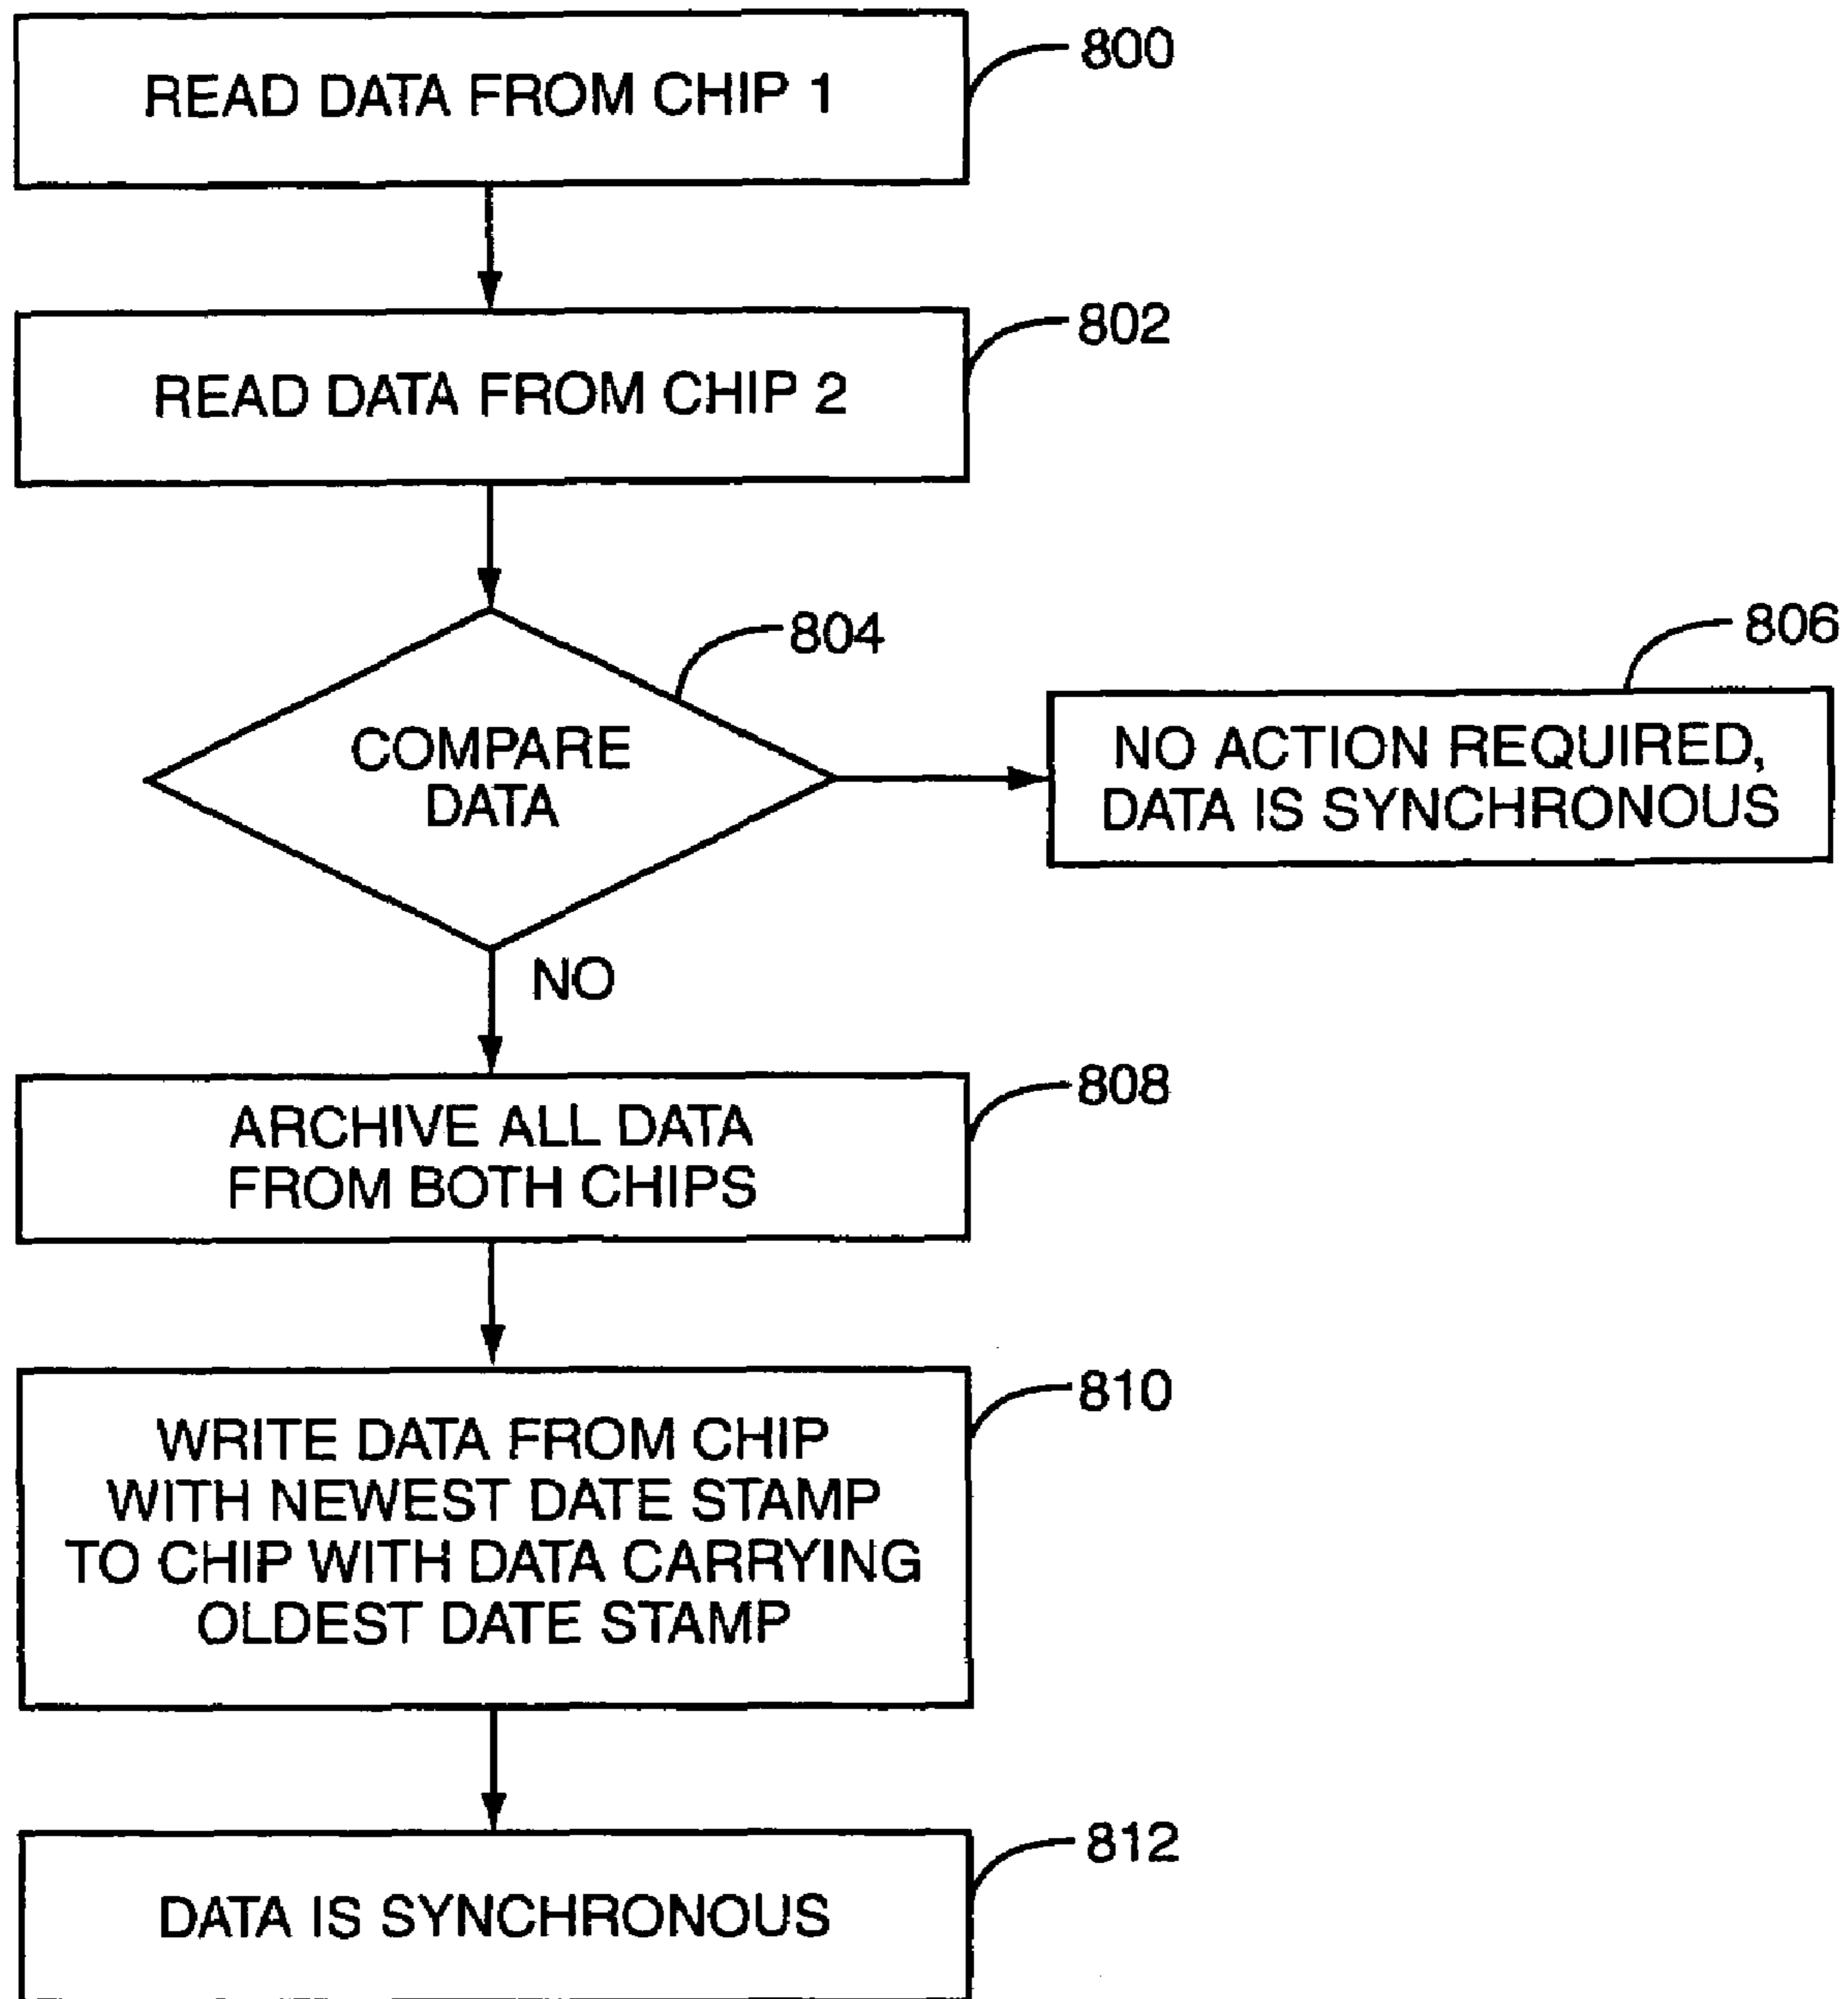 READ DATA FROM CHIP 1
800
READ DATA FROM CHIP 2
802
COMPARE
DATA
804
NO ACTION REQUIRED,
DATA IS SYNCHRONOUS
806
NO
ARCHIVE ALL DATA
FROM BOTH CHIPS
808
WRITE DATA FROM CHIP
WITH NEWEST DATE STAMP
TO CHIP WITH DATA CARRYING
OLDEST DATE STAMP
810
DATA IS SYNCHRONOUS
812